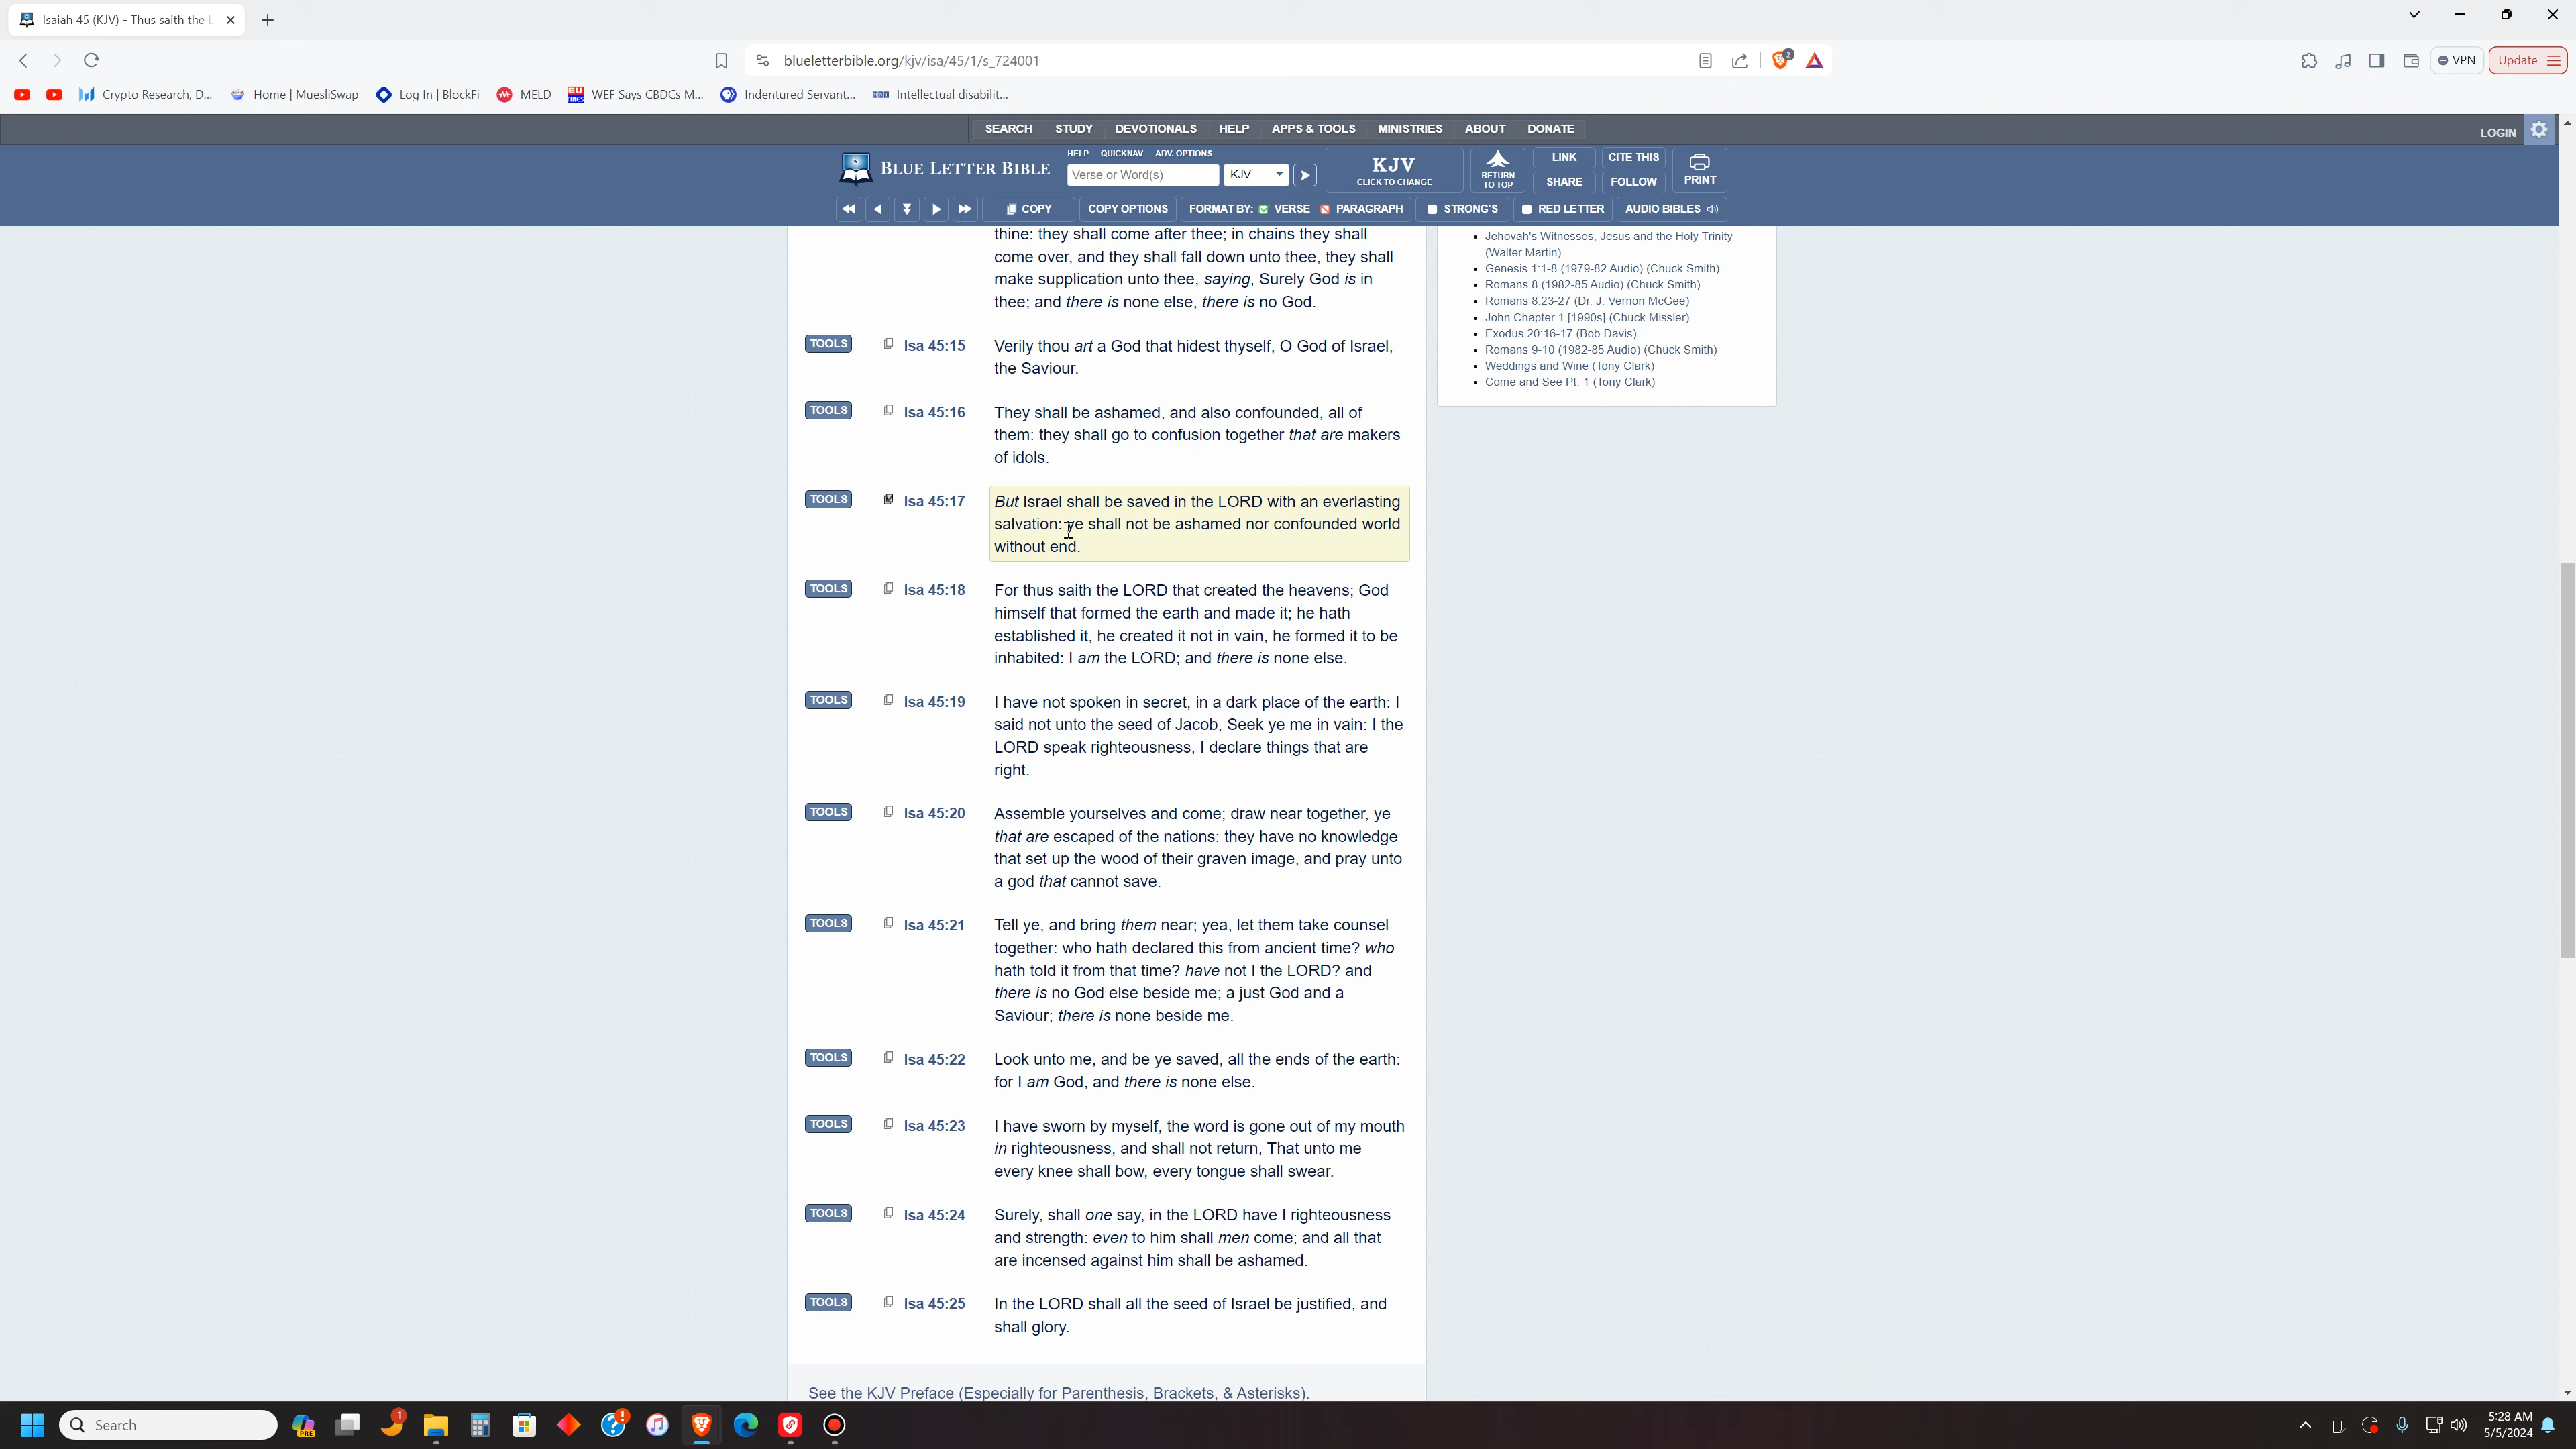 Isaiah 45 (KJV) - Thus saith the L
blueletterbible.org/kjv/isa/45/1/s_724001
2
VPN
Update
Crypto Research, D...
Home | MuesliSwap
Log In | BlockFi
MELD
WEF Says CBDCs M...
Indentured Servant...
Intellectual disabilit...
SEARCH STUDY DEVOTIONALS HELP APPS & TOOLS MINISTRIES ABOUT DONATE
LOGIN
BLUE LETTER BIBLE
HELP QUICKNAV ADV. OPTIONS
Verse or Word(s)
KJV
KJV
CLICK TO CHANGE
RETURN
TO TOP
LINK
CITE THIS
SHARE
FOLLOW
PRINT
COPY
COPY OPTIONS
FORMAT BY: VERSE PARAGRAPH
STRONG'S
RED LETTER
AUDIO BIBLES
thine: they shall come after thee; in chains they shall
come over, and they shall fall down unto thee, they shall
make supplication unto thee, saying, Surely God is in
thee; and there is none else, there is no God.
TOOLS Isa 45:15 Verily thou art a God that hidest thyself, O God of Israel,
the Saviour.
TOOLS Isa 45:16 They shall be ashamed, and also confounded, all of
them: they shall go to confusion together that are makers
of idols.
TOOLS Isa 45:17 But Israel shall be saved in the LORD with an everlasting
salvation: ye shall not be ashamed nor confounded world
without end.
TOOLS Isa 45:18 For thus saith the LORD that created the heavens; God
himself that formed the earth and made it; he hath
established it, he created it not in vain, he formed it to be
inhabited: I am the LORD; and there is none else.
TOOLS Isa 45:19 I have not spoken in secret, in a dark place of the earth: I
said not unto the seed of Jacob, Seek ye me in vain: I the
LORD speak righteousness, I declare things that are
right.
TOOLS Isa 45:20 Assemble yourselves and come; draw near together, ye
that are escaped of the nations: they have no knowledge
that set up the wood of their graven image, and pray unto
a god that cannot save.
TOOLS Isa 45:21 Tell ye, and bring them near; yea, let them take counsel
together: who hath declared this from ancient time? who
hath told it from that time? have not I the LORD? and
there is no God else beside me; a just God and a
Saviour; there is none beside me.
TOOLS Isa 45:22 Look unto me, and be ye saved, all the ends of the earth:
for I am God, and there is none else.
TOOLS Isa 45:23 I have sworn by myself, the word is gone out of my mouth
in righteousness, and shall not return, That unto me
every knee shall bow, every tongue shall swear.
TOOLS Isa 45:24 Surely, shall one say, in the LORD have I righteousness
and strength: even to him shall men come; and all that
are incensed against him shall be ashamed.
TOOLS Isa 45:25 In the LORD shall all the seed of Israel be justified, and
shall glory.
See the KJV Preface (Especially for Parenthesis, Brackets, & Asterisks).
Jehovah's Witnesses, Jesus and the Holy Trinity
(Walter Martin)
Genesis 1:1-8 (1979-82 Audio) (Chuck Smith)
Romans 8 (1982-85 Audio) (Chuck Smith)
Romans 8:23-27 (Dr. J. Vernon McGee)
John Chapter 1 [1990s] (Chuck Missler)
Exodus 20:16-17 (Bob Davis)
Romans 9-10 (1982-85 Audio) (Chuck Smith)
Weddings and Wine (Tony Clark)
Come and See Pt. 1 (Tony Clark)
Search
PRE
1
5:28 AM
5/5/2024